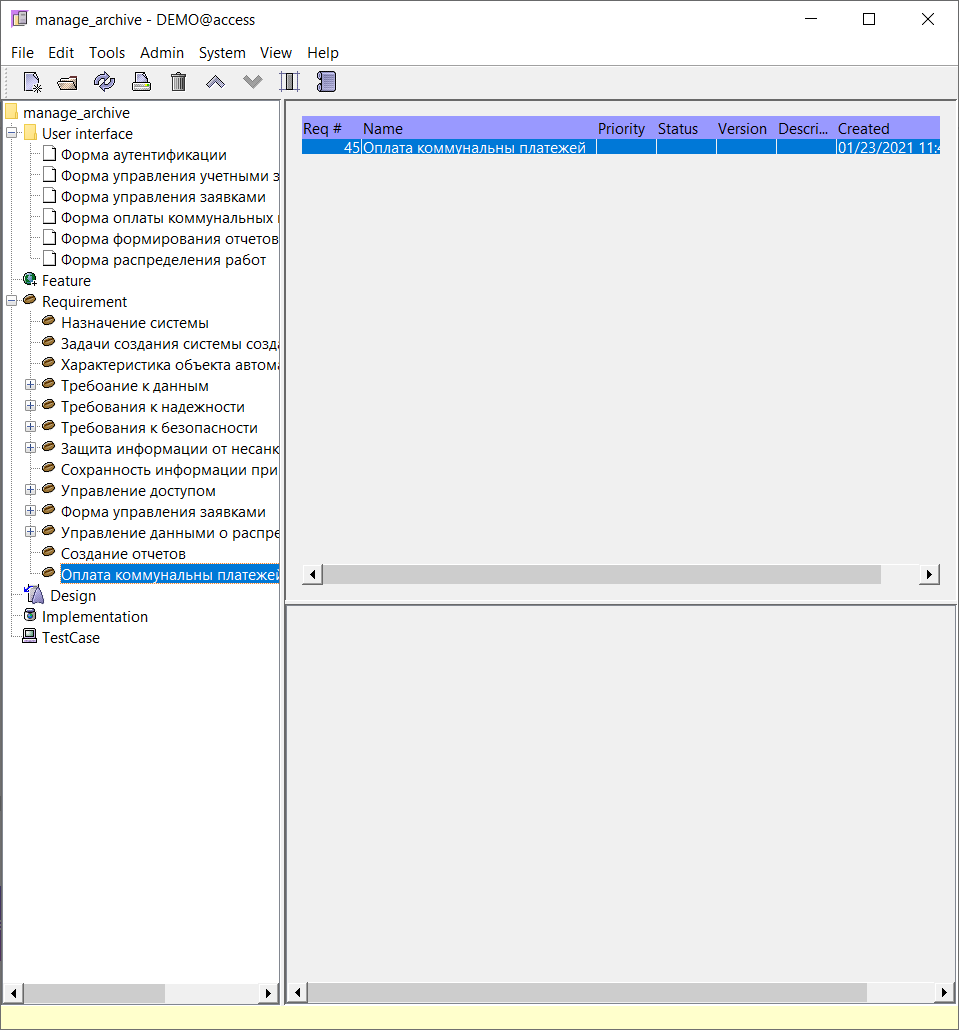 manage_archive - DEMO@access
File Edit Tools Admin System View Help
manage_archive
User interface
Форма аутентификации
Форма управления учетными з
Форма управления заявками
Форма оплаты коммунальных
Форма формирования отчетов
Форма распределения работ
Feature
Requirement
Назначение системы
Задачи создания системы созда
Характеристика объекта автома
Требоание к данным
Требования к надежности
Требования к безопасности
Защита информации от несанк
Сохранность информации при
Управление доступом
Форма управления заявками
Управление данными о распре
Создание отчетов
Оплата коммунальны платежей
Design
Implementation
TestCase
Req # Name Priority Status Version Descri... Created
45 Оплата коммунальны платежей 01/23/2021 11:4